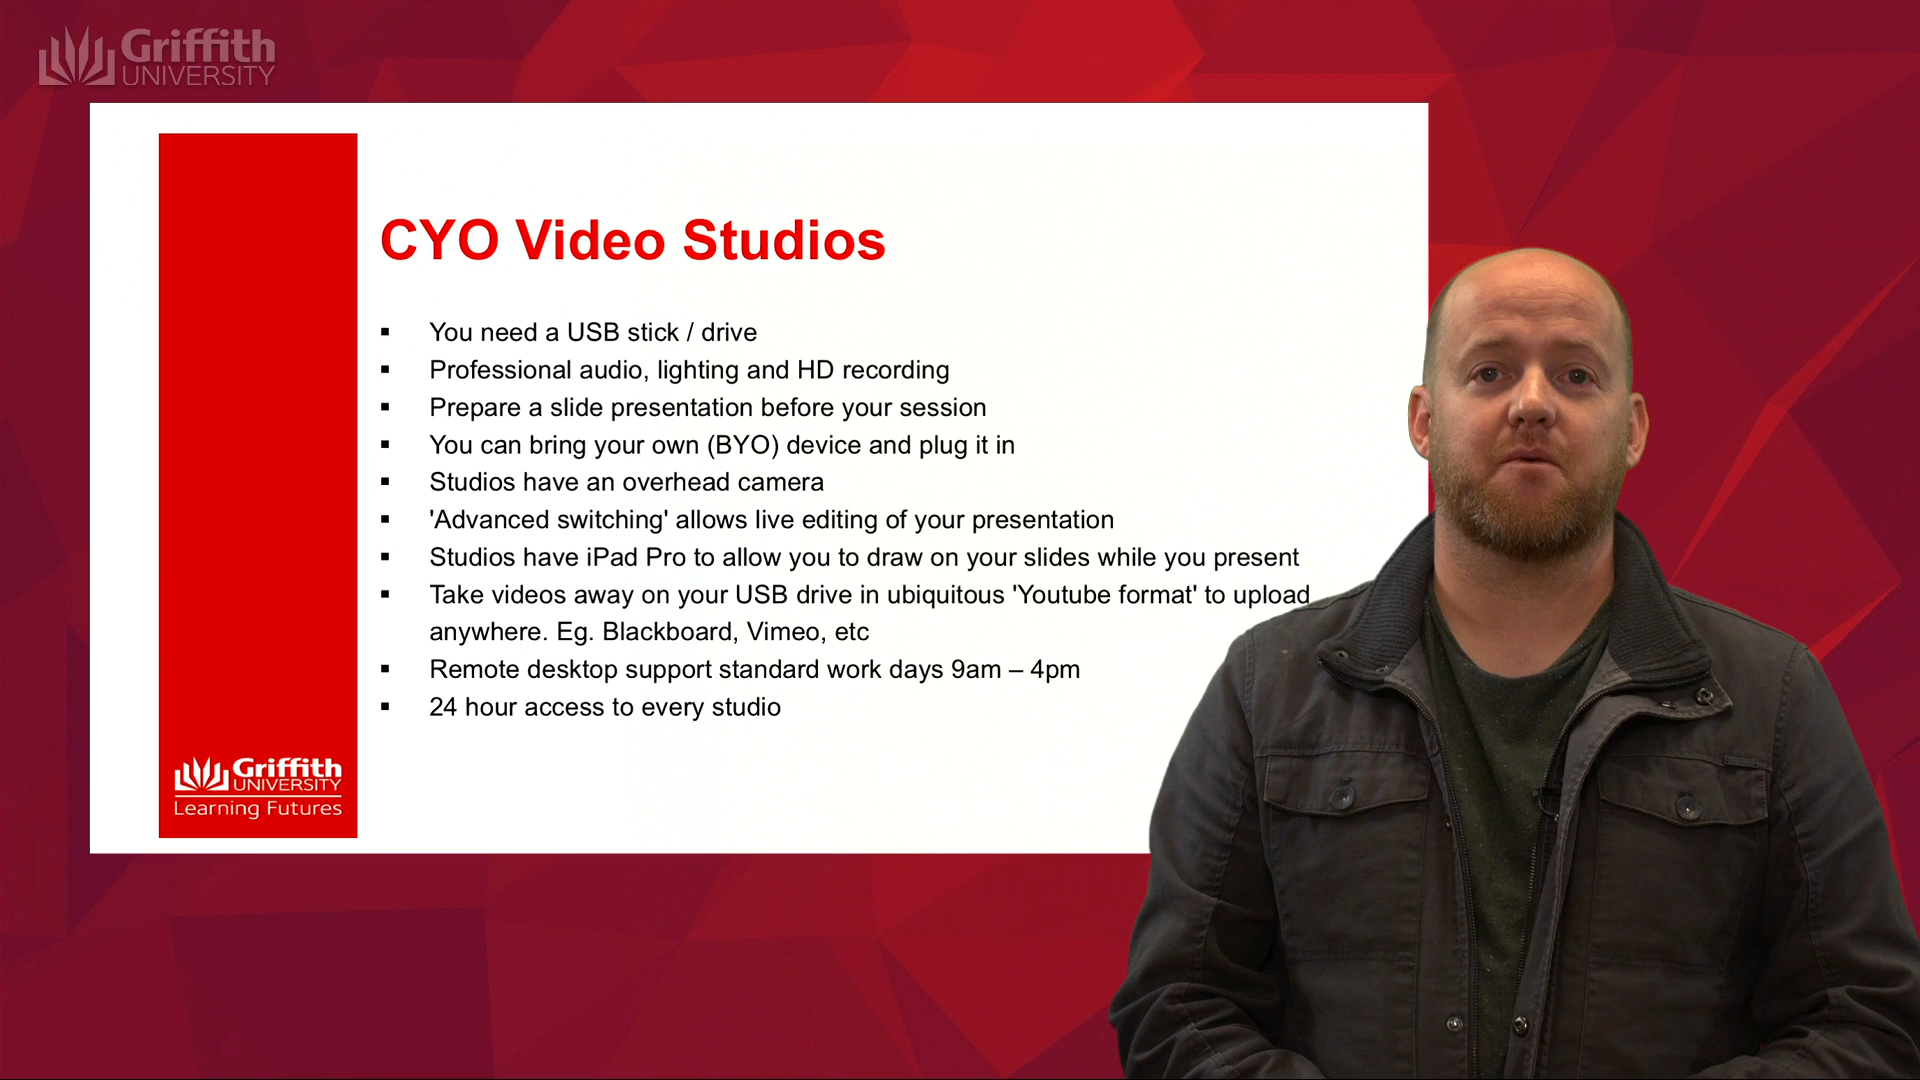 Griffith
UNIVERSITY
CYO Video Studios
▪ You need a USB stick / drive
▪ Professional audio, lighting and HD recording
▪ Prepare a slide presentation before your session
▪ You can bring your own (BYO) device and plug it in
▪ Studios have an overhead camera
▪ 'Advanced switching' allows live editing of your presentation
▪ Studios have iPad Pro to allow you to draw on your slides while you present
▪ Take videos away on your USB drive in ubiquitous 'Youtube format' to upload
anywhere. Eg. Blackboard, Vimeo, etc
▪ Remote desktop support standard work days 9am – 4pm
▪ 24 hour access to every studio
Griffith
UNIVERSITY
Learning Futures